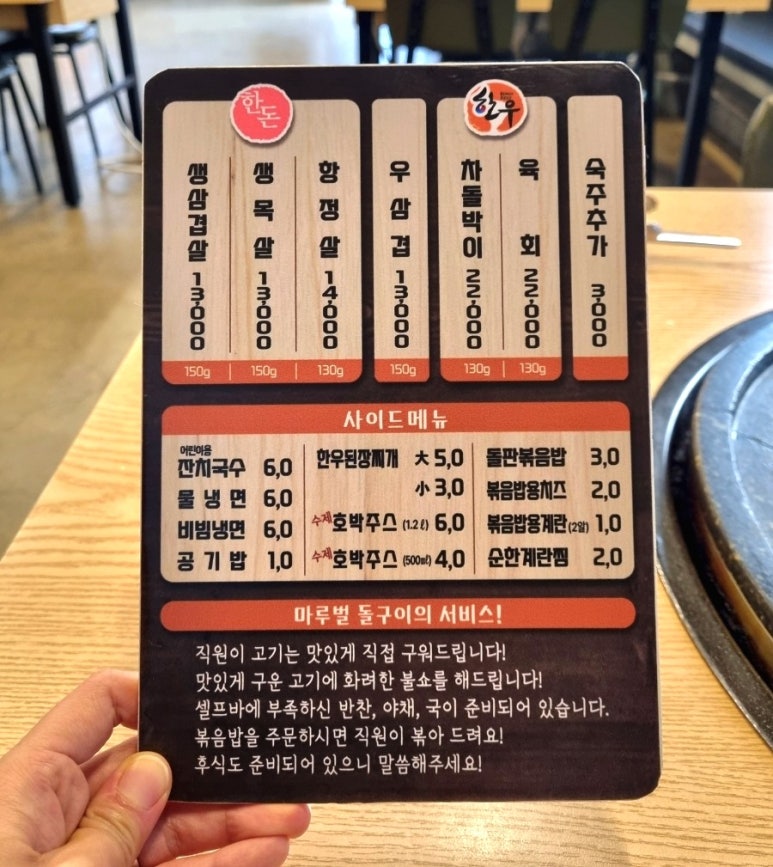 한돈
생삼겹살 13,000 150g
생목살 13,000 150g
항정살 14,000 130g
우삼겹 13,000 150g
한우
차돌박이 22,000 130g
육회 22,000 130g
숙주추가 3,000
사이드메뉴
어린이용
잔치국수 6,0
물냉면 6,0
비빔냉면 6,0
공기밥 1,0
한우된장찌개 大 5,0
小 3,0
수제 호박주스 (1.2ℓ) 6,0
수제 호박주스 (500㎖) 4,0
돌판볶음밥 3,0
볶음밥용치즈 2,0
볶음밥용계란(2알) 1,0
순한계란찜 2,0
마루벌 돌구이의 서비스!
직원이 고기는 맛있게 직접 구워드립니다!
맛있게 구운 고기에 화려한 불쇼를 해드립니다!
셀프바에 부족하신 반찬, 야채, 국이 준비되어 있습니다.
볶음밥을 주문하시면 직원이 볶아 드려요!
후식도 준비되어 있으니 말씀해주세요!